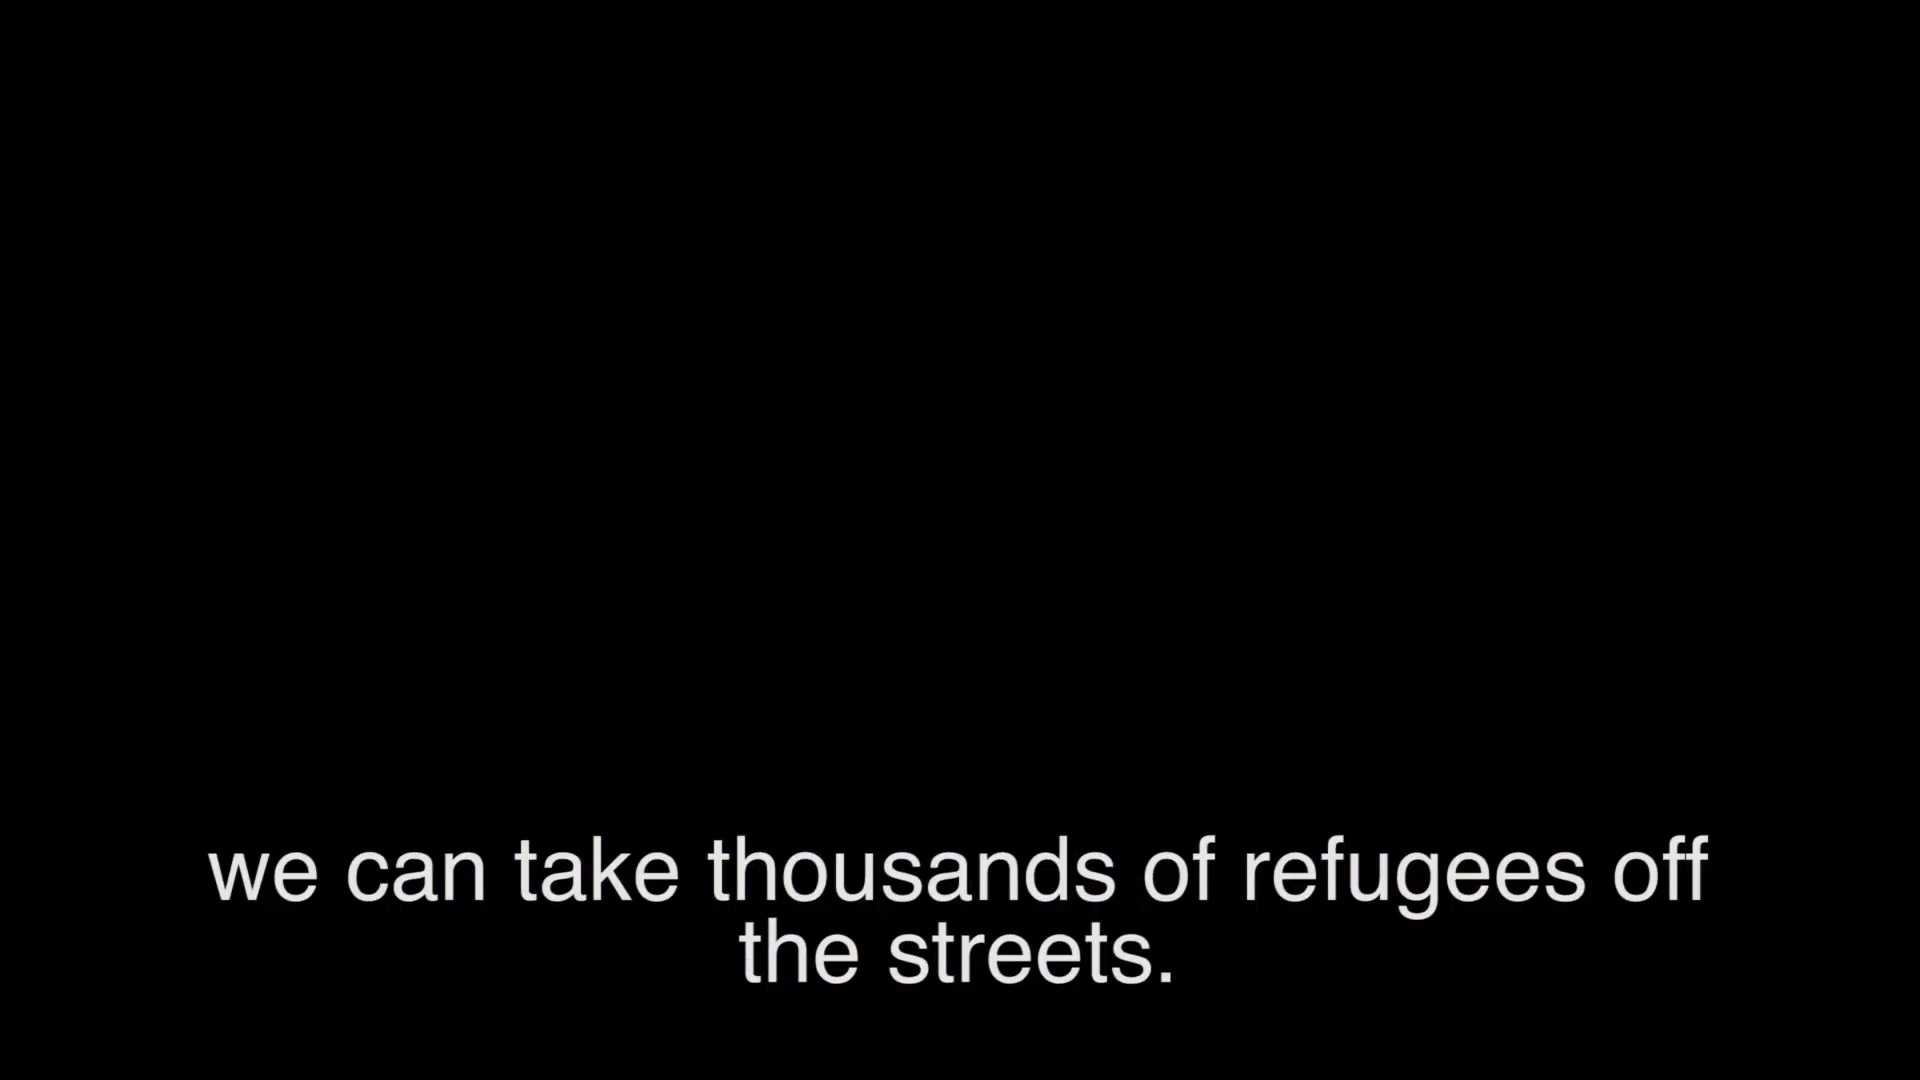 we can take thousands of refugees off
the streets.